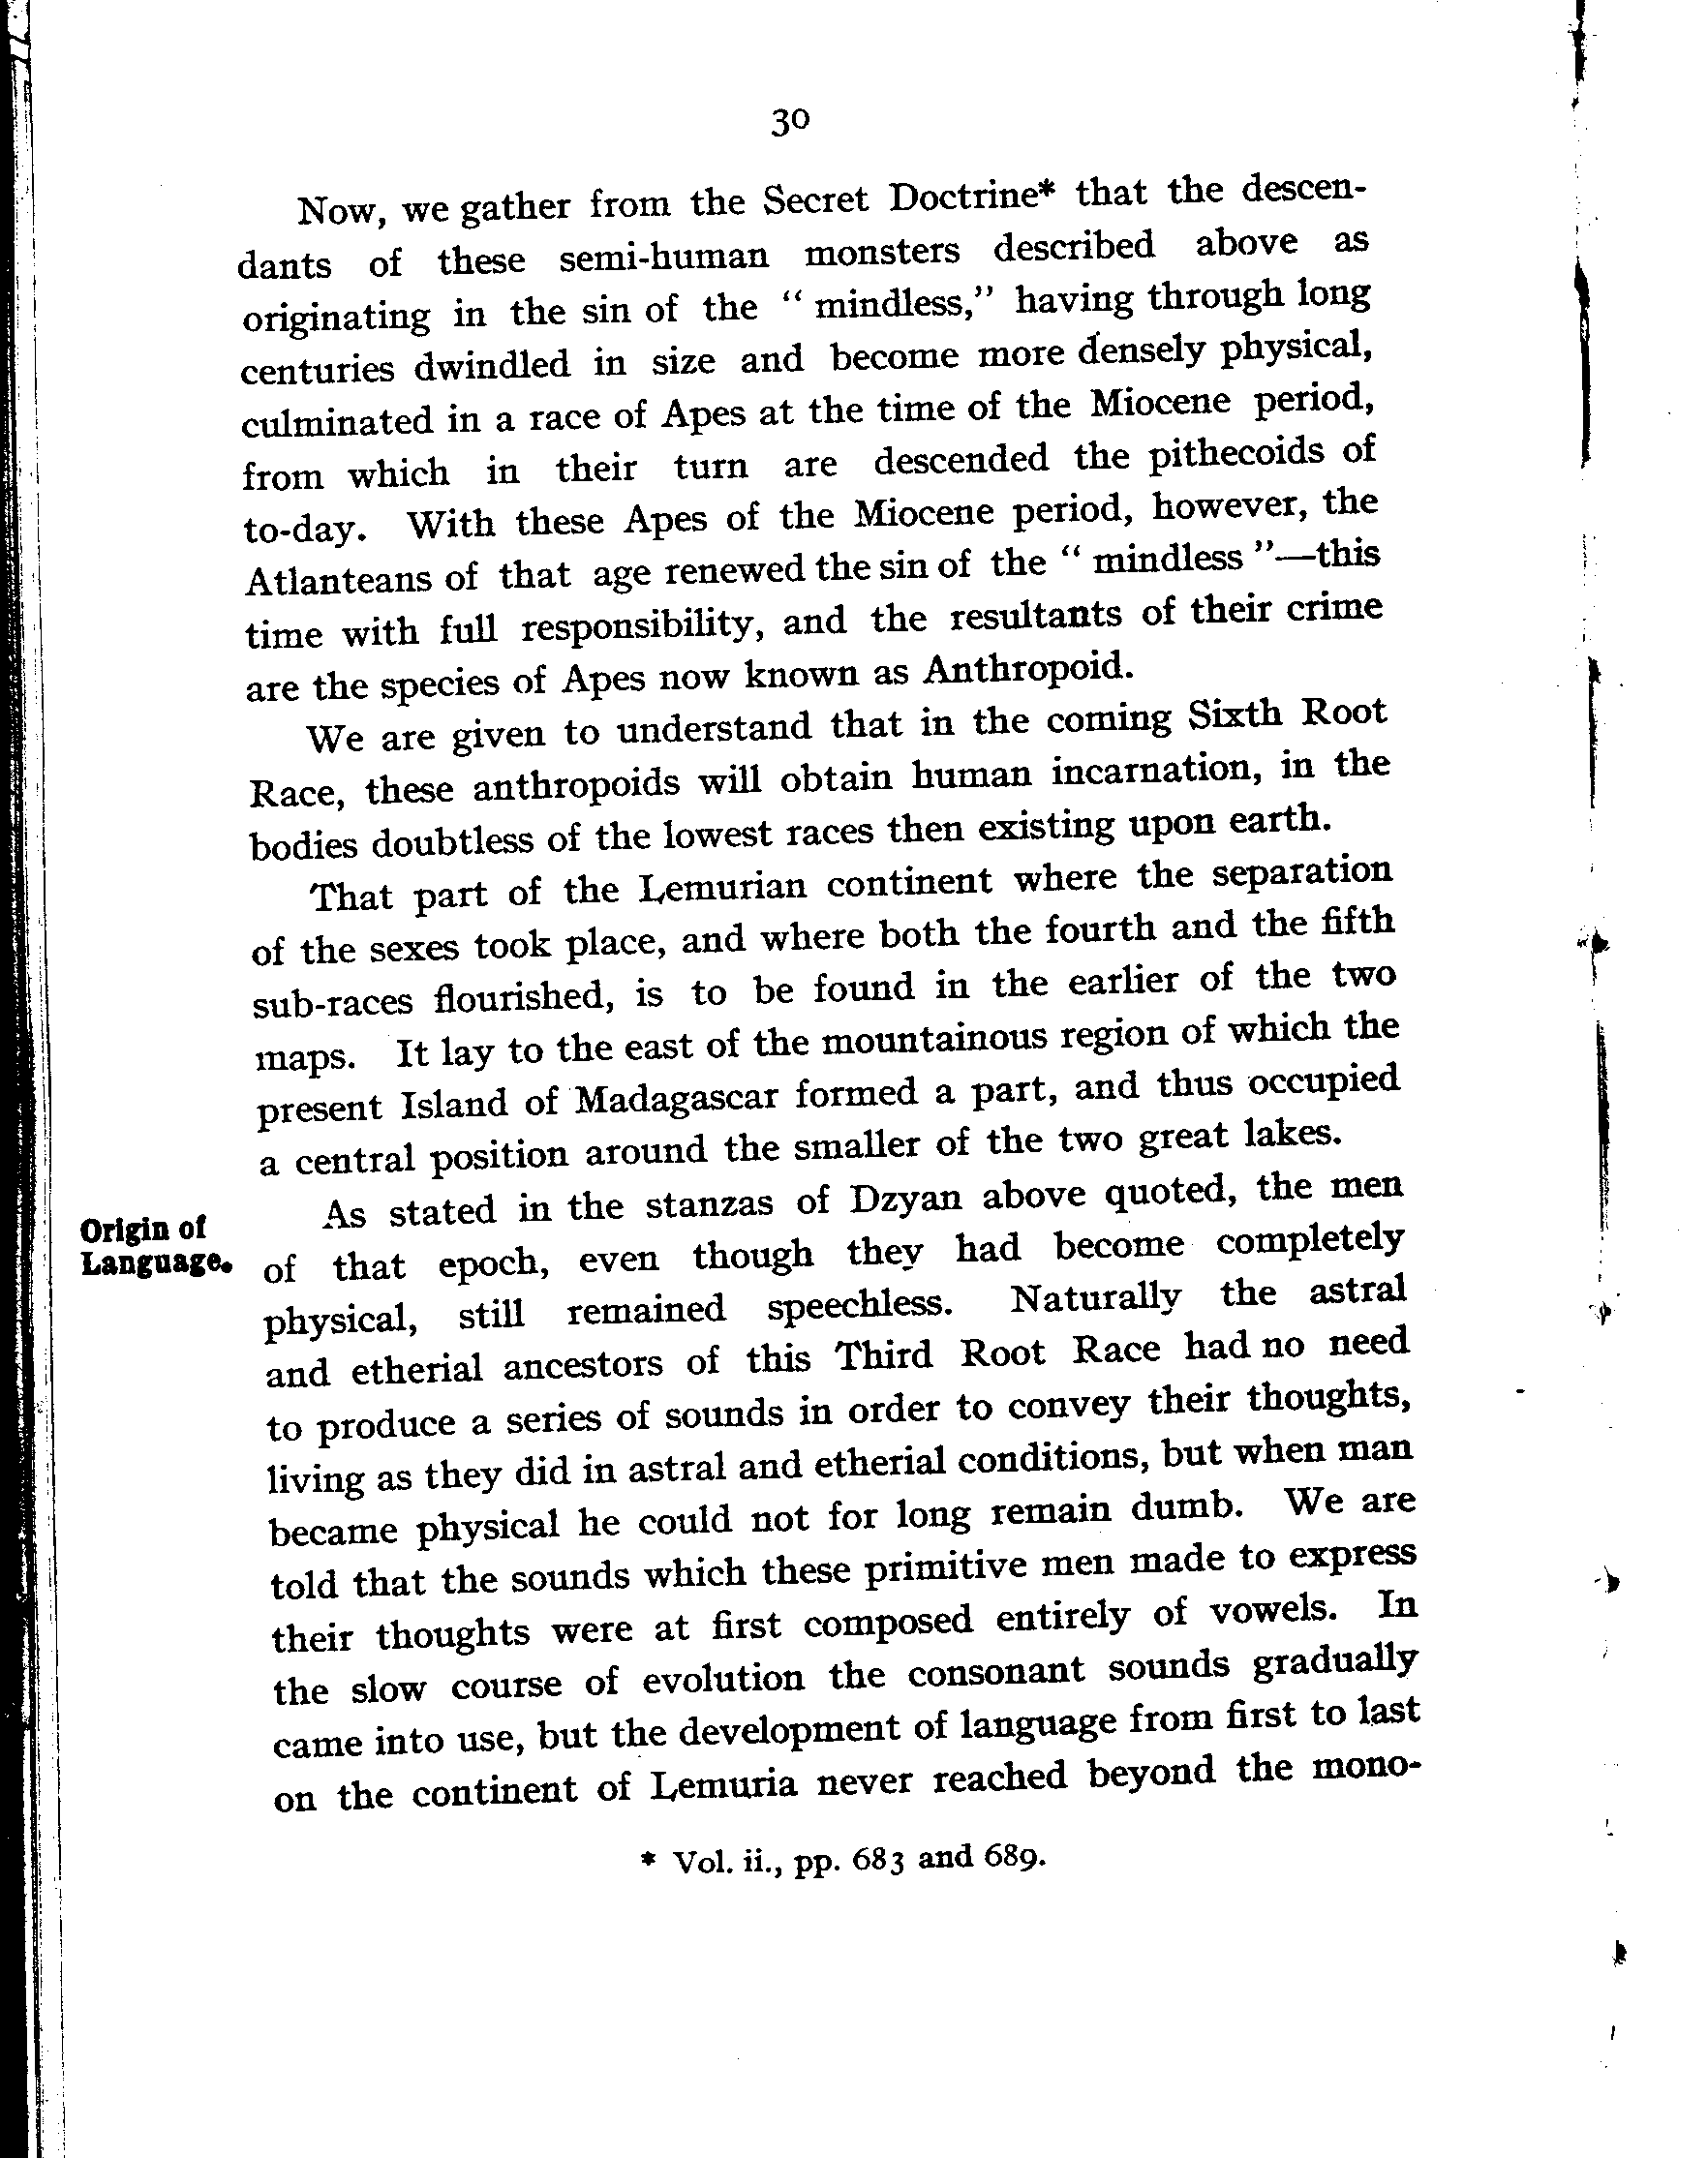 30
Now, we gather from the Secret Doctrine* that the descen-
dants of these semi-human monsters described above as
originating in the sin of the “ mindless,” having through long
centuries dwindled in size and become more densely physical,
culminated in a race of Apes at the time of the Miocene period,
from which in their turn are descended the pithecoids of
to-day. With these Apes of the Miocene period, however, the
Atlanteans of that age renewed the sin of the “ mindless ”—this
time with full responsibility, and the resultants of their crime
are the species of Apes now known as Anthropoid.
We are given to understand that in the coming Sixth Root
Race, these anthropoids will obtain human incarnation, in the
bodies doubtless of the lowest races then existing upon earth.
That part of the Lemurian continent where the separation
of the sexes took place, and where both the fourth and the fifth
sub-races flourished, is to be found in the earlier of the two
maps. It lay to the east of the mountainous region of which the
present Island of Madagascar formed a part, and thus occupied
a central position around the smaller of the two great lakes.
Origin of
Language.
As stated in the stanzas of Dzyan above quoted, the men
of that epoch, even though they had become completely
physical, still remained speechless. Naturally the astral
and etherial ancestors of this Third Root Race had no need
to produce a series of sounds in order to convey their thoughts,
living as they did in astral and etherial conditions, but when man
became physical he could not for long remain dumb. We are
told that the sounds which these primitive men made to express
their thoughts were at first composed entirely of vowels. In
the slow course of evolution the consonant sounds gradually
came into use, but the development of language from first to last
on the continent of Lemuria never reached beyond the mono-
* Vol. ii., pp. 683 and 689.